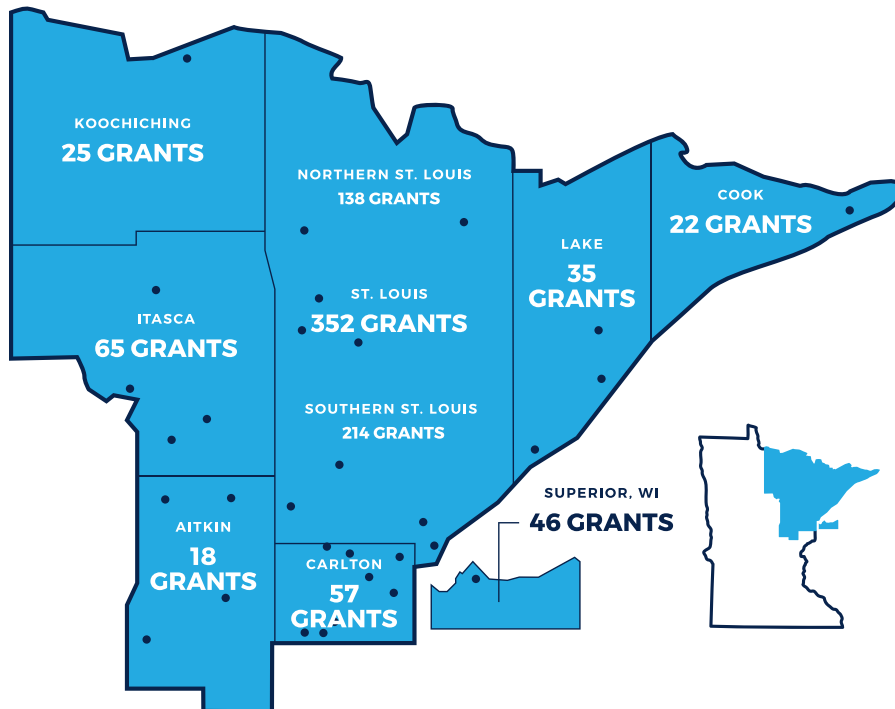 KOOCHICHING
25 GRANTS
NORTHERN ST. LOUIS
138 GRANTS
COOK
22 GRANTS
LAKE
35
GRANTS
ST. LOUIS
352 GRANTS
ITASCA
65 GRANTS
SOUTHERN ST. LOUIS
214 GRANTS
SUPERIOR, WI
46 GRANTS
AITKIN
18
GRANTS
CARLTON
57
GRANTS